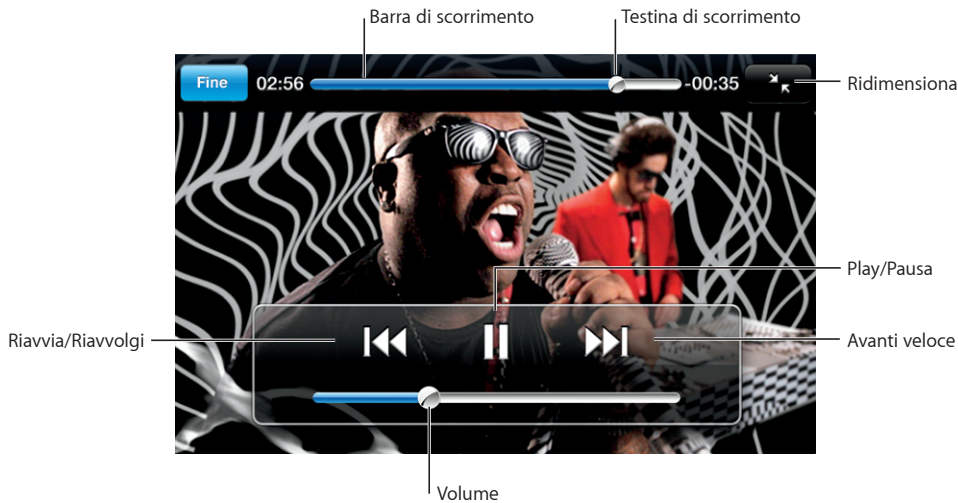 Barra di scorrimento
Testina di scorrimento
Fine
02:56
-00:35
Ridimensiona
Play/Pausa
Riavvia/Riavvolgi
Avanti veloce
Volume